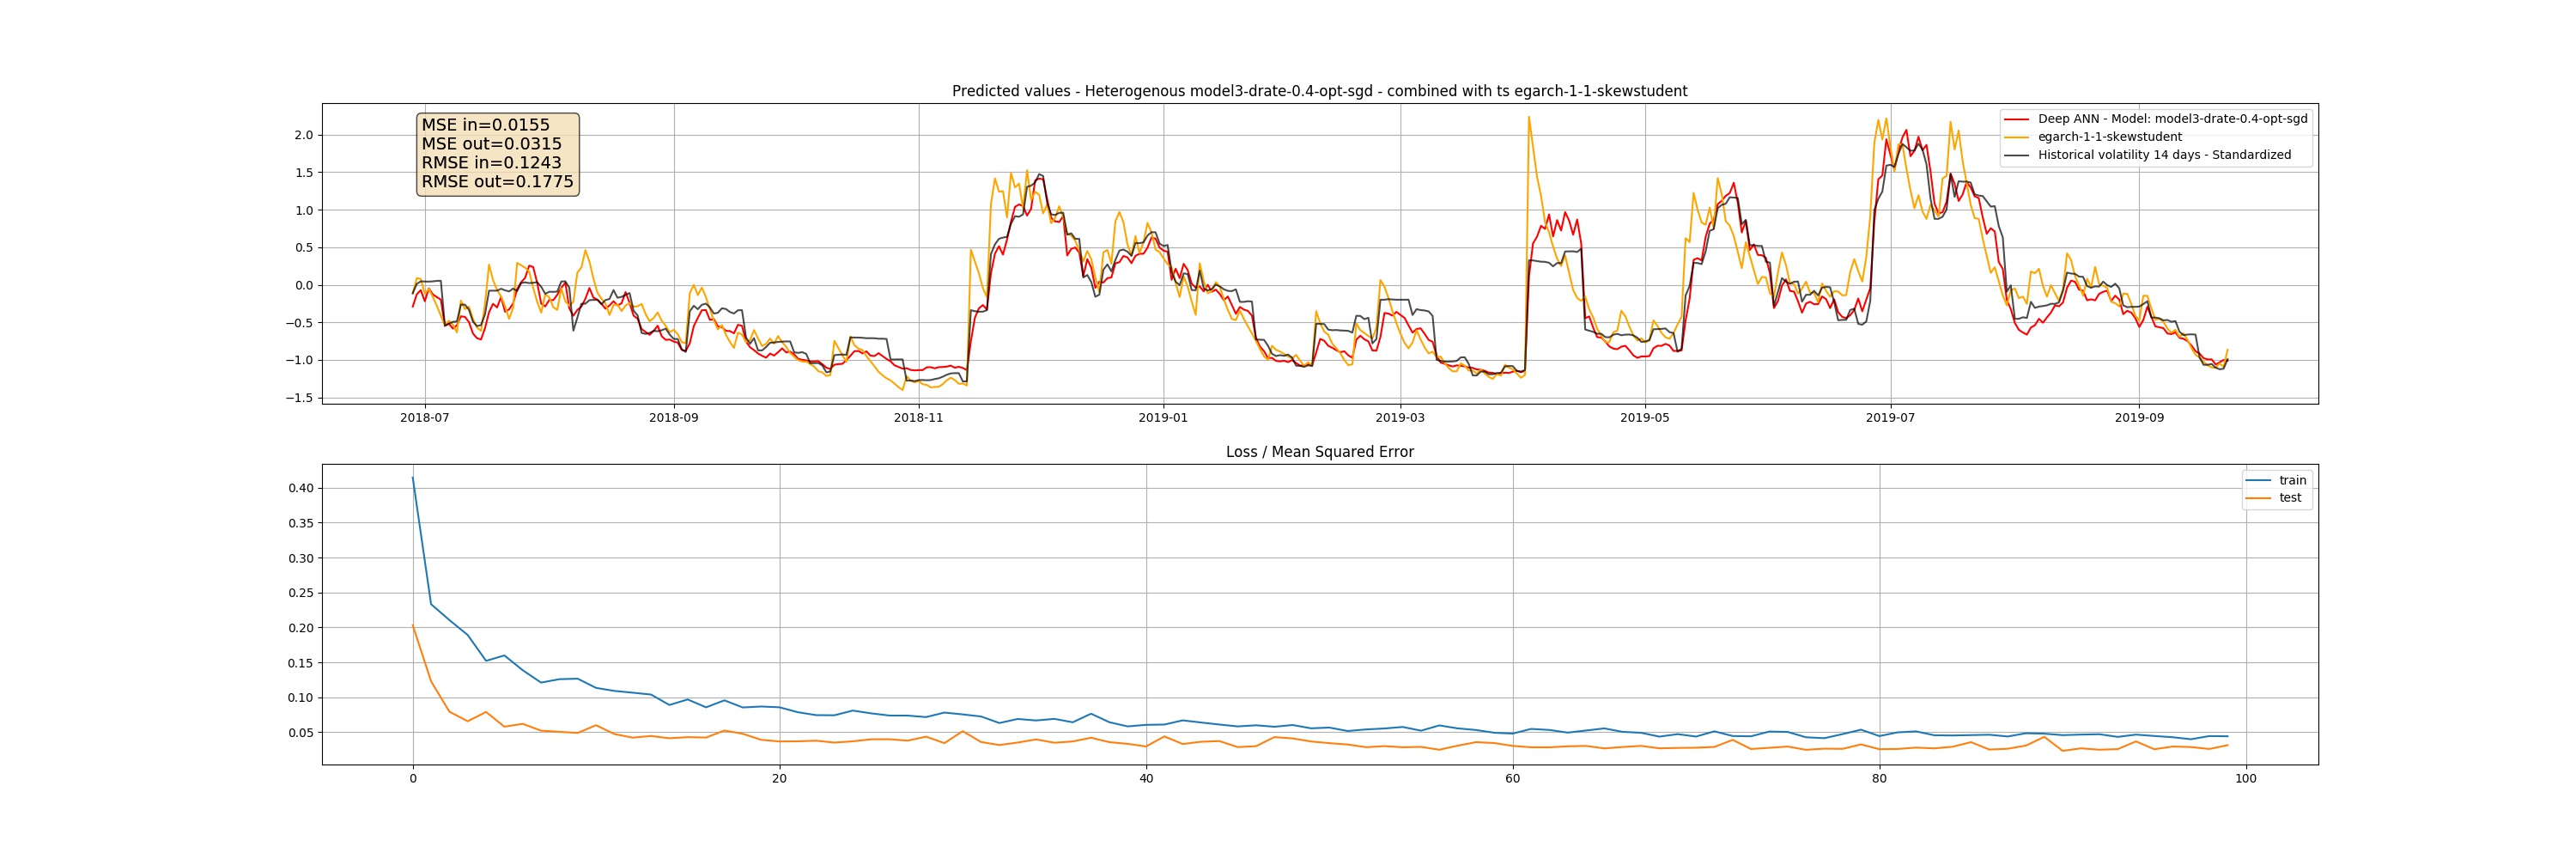 Predicted values - Heterogenous model3-drate-0.4-opt-sgd - combined with ts egarch-1-1-skewstudent
MSE in=0.0155
MSE out=0.0315
RMSE in=0.1243
RMSE out=0.1775
Deep ANN - Model: model3-drate-0.4-opt-sgd
egarch-1-1-skewstudent
Historical volatility 14 days - Standardized
2.0
1.5
1.0
0.5
0.0
−0.5
−1.0
−1.5
2018-07 2018-09 2018-11 2019-01 2019-03 2019-05 2019-07 2019-09
Loss / Mean Squared Error
train
test
0.40
0.35
0.30
0.25
0.20
0.15
0.10
0.05
0 20 40 60 80 100